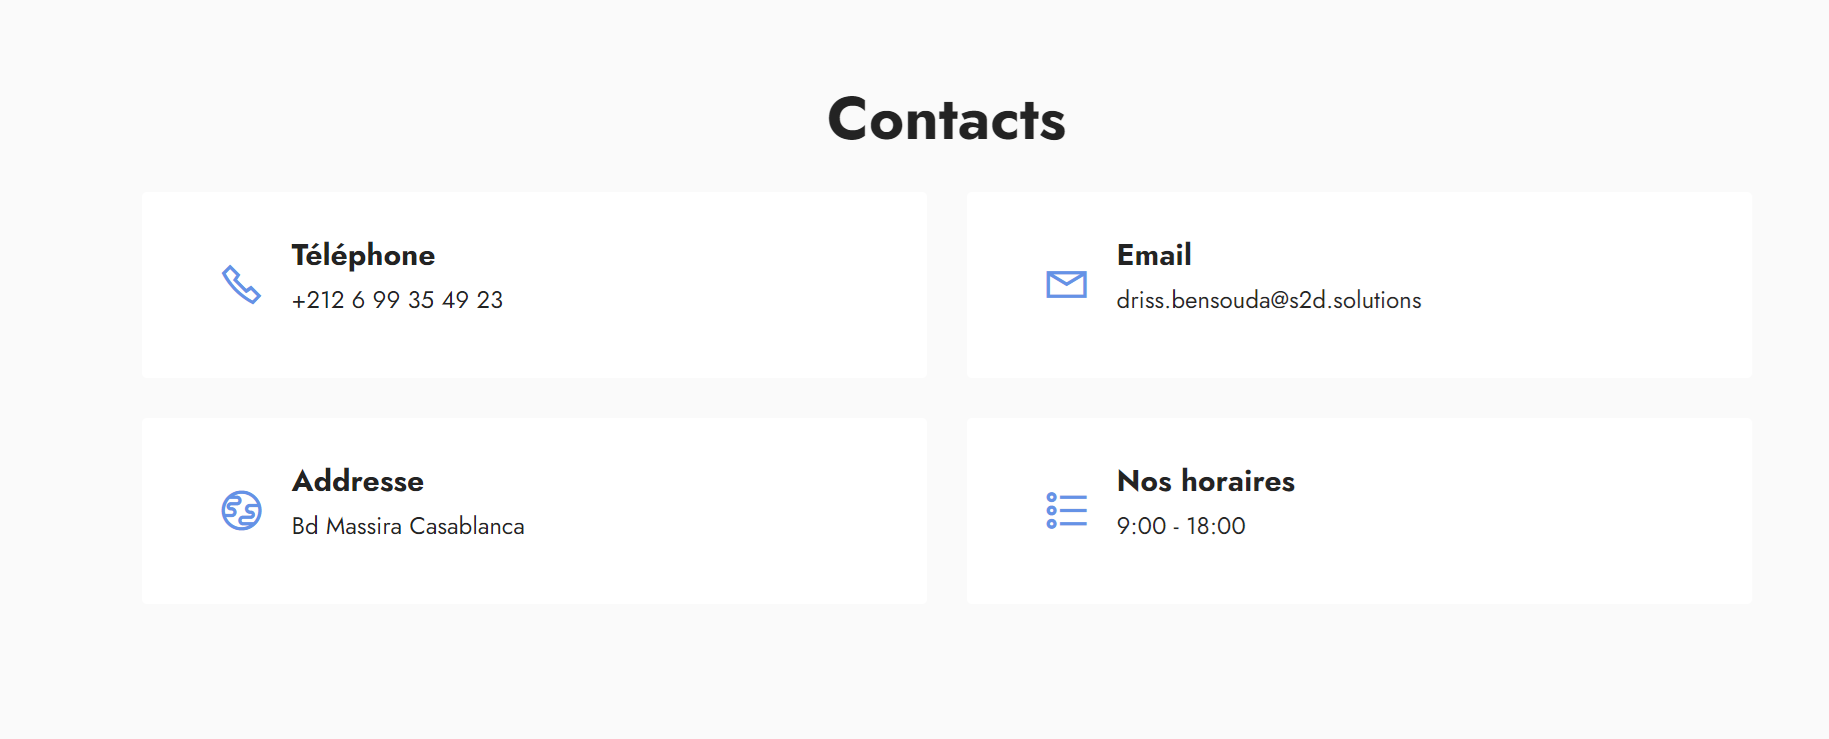 Contacts
Téléphone
+212 6 99 35 49 23
Email
driss.bensouda@s2d.solutions
Addresse
Bd Massira Casablanca
Nos horaires
9:00 - 18:00